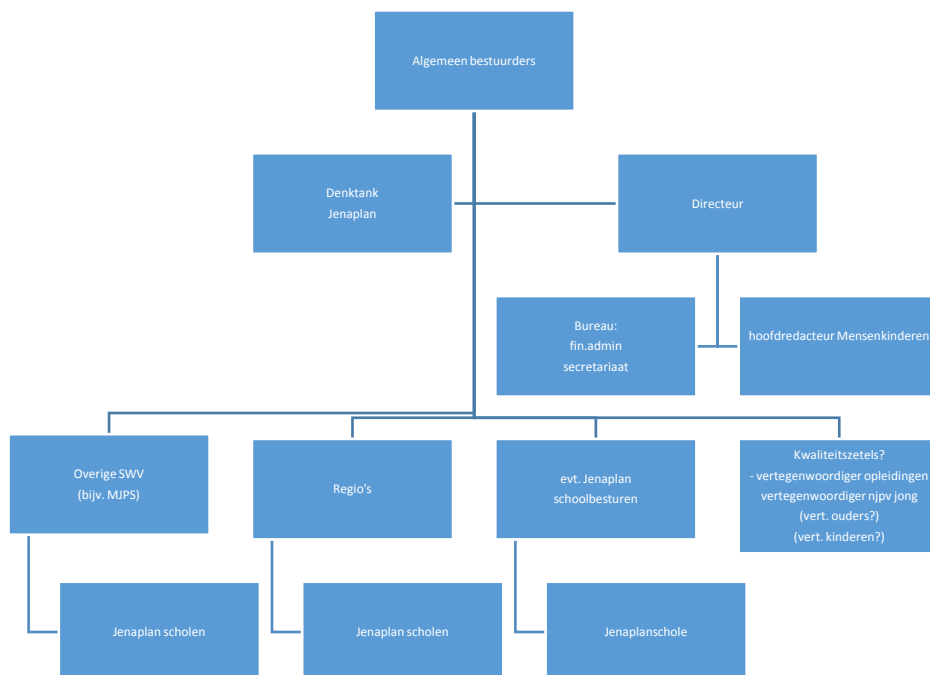 Algemeen bestuurders
Denktank
Jenaplan
Directeur
Bureau:
fin.admin
secretariaat
hoofdredacteur Mensenkinderen
Overige SWV
(bijv. MJPS)
Regio's
evt. Jenaplan
schoolbesturen
Kwaliteitszetels?
- vertegenwoordiger opleidingen
vertegenwoordiger njpv jong
(vert. ouders?)
(vert. kinderen?)
Jenaplan scholen
Jenaplan scholen
Jenaplanschole